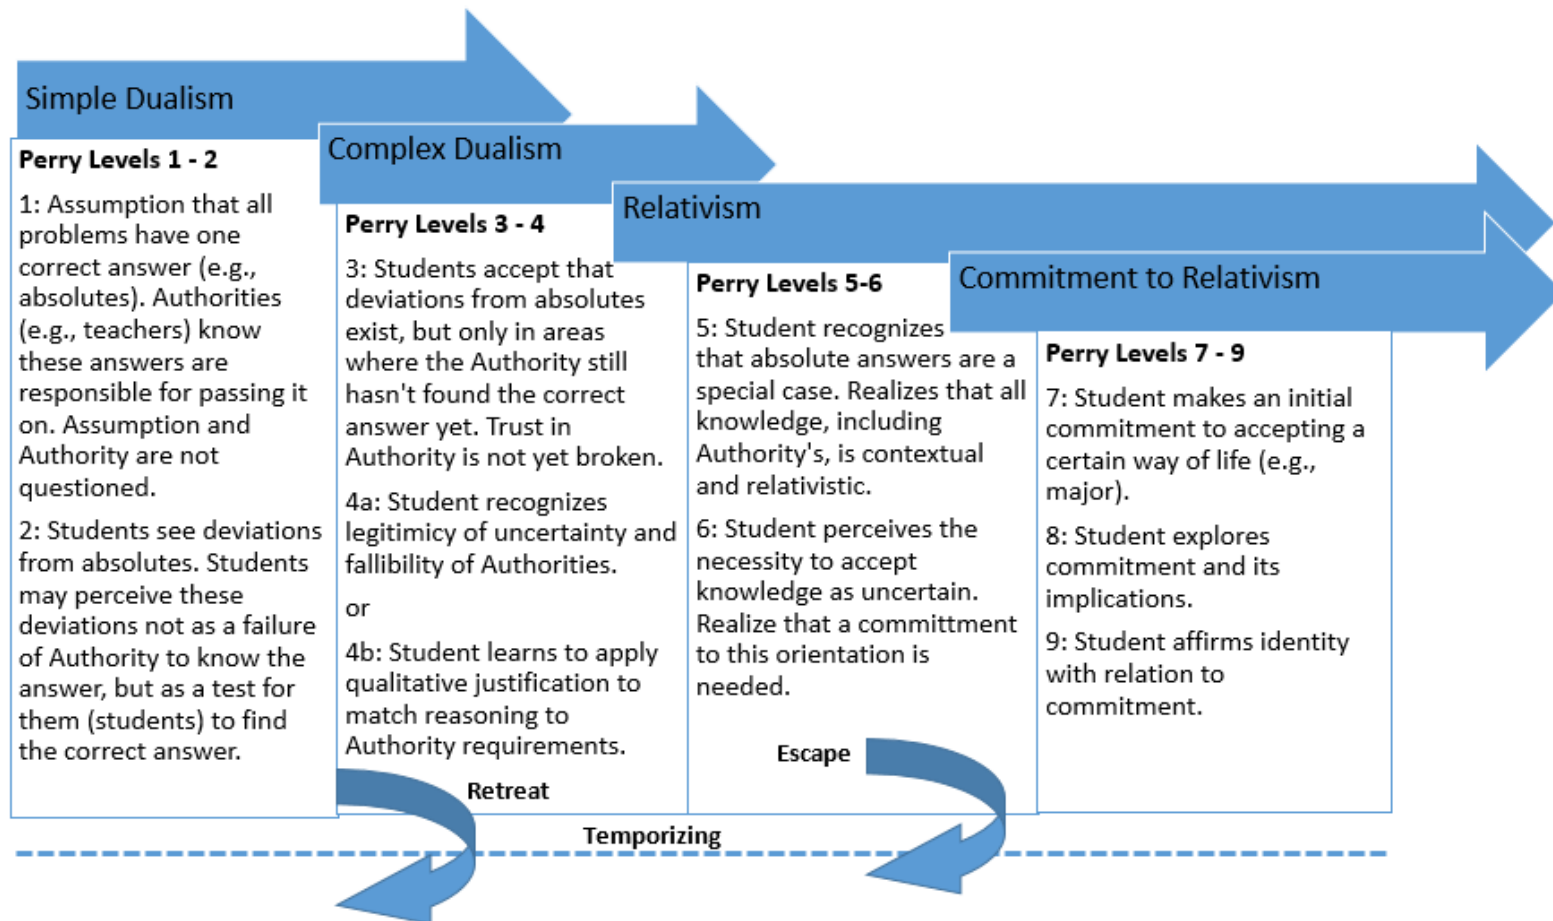 Simple Dualism
Perry Levels 1 - 2
1: Assumption that all
problems have one
correct answer (e.g.,
absolutes). Authorities
(e.g., teachers) know
these answers are
responsible for passing it
on. Assumption and
Authority are not
questioned.
2: Students see deviations
from absolutes. Students
may perceive these
deviations not as a failure
of Authority to know the
answer, but as a test for
them (students) to find
the correct answer.
Complex Dualism
Perry Levels 3 - 4
3: Students accept that
deviations from absolutes
exist, but only in areas
where the Authority still
hasn't found the correct
answer yet. Trust in
Authority is not yet broken.
4a: Student recognizes
legitimicy of uncertainty and
fallibility of Authorities.
or
4b: Student learns to apply
qualitative justification to
match reasoning to
Authority requirements.
Retreat
Relativism
Perry Levels 5-6
5: Student recognizes
that absolute answers are a
special case. Realizes that all
knowledge, including
Authority's, is contextual
and relativistic.
6: Student perceives the
necessity to accept
knowledge as uncertain.
Realize that a committment
to this orientation is
needed.
Escape
Commitment to Relativism
Perry Levels 7 - 9
7: Student makes an initial
commitment to accepting a
certain way of life (e.g.,
major).
8: Student explores
commitment and its
implications.
9: Student affirms identity
with relation to
commitment.
Temporizing